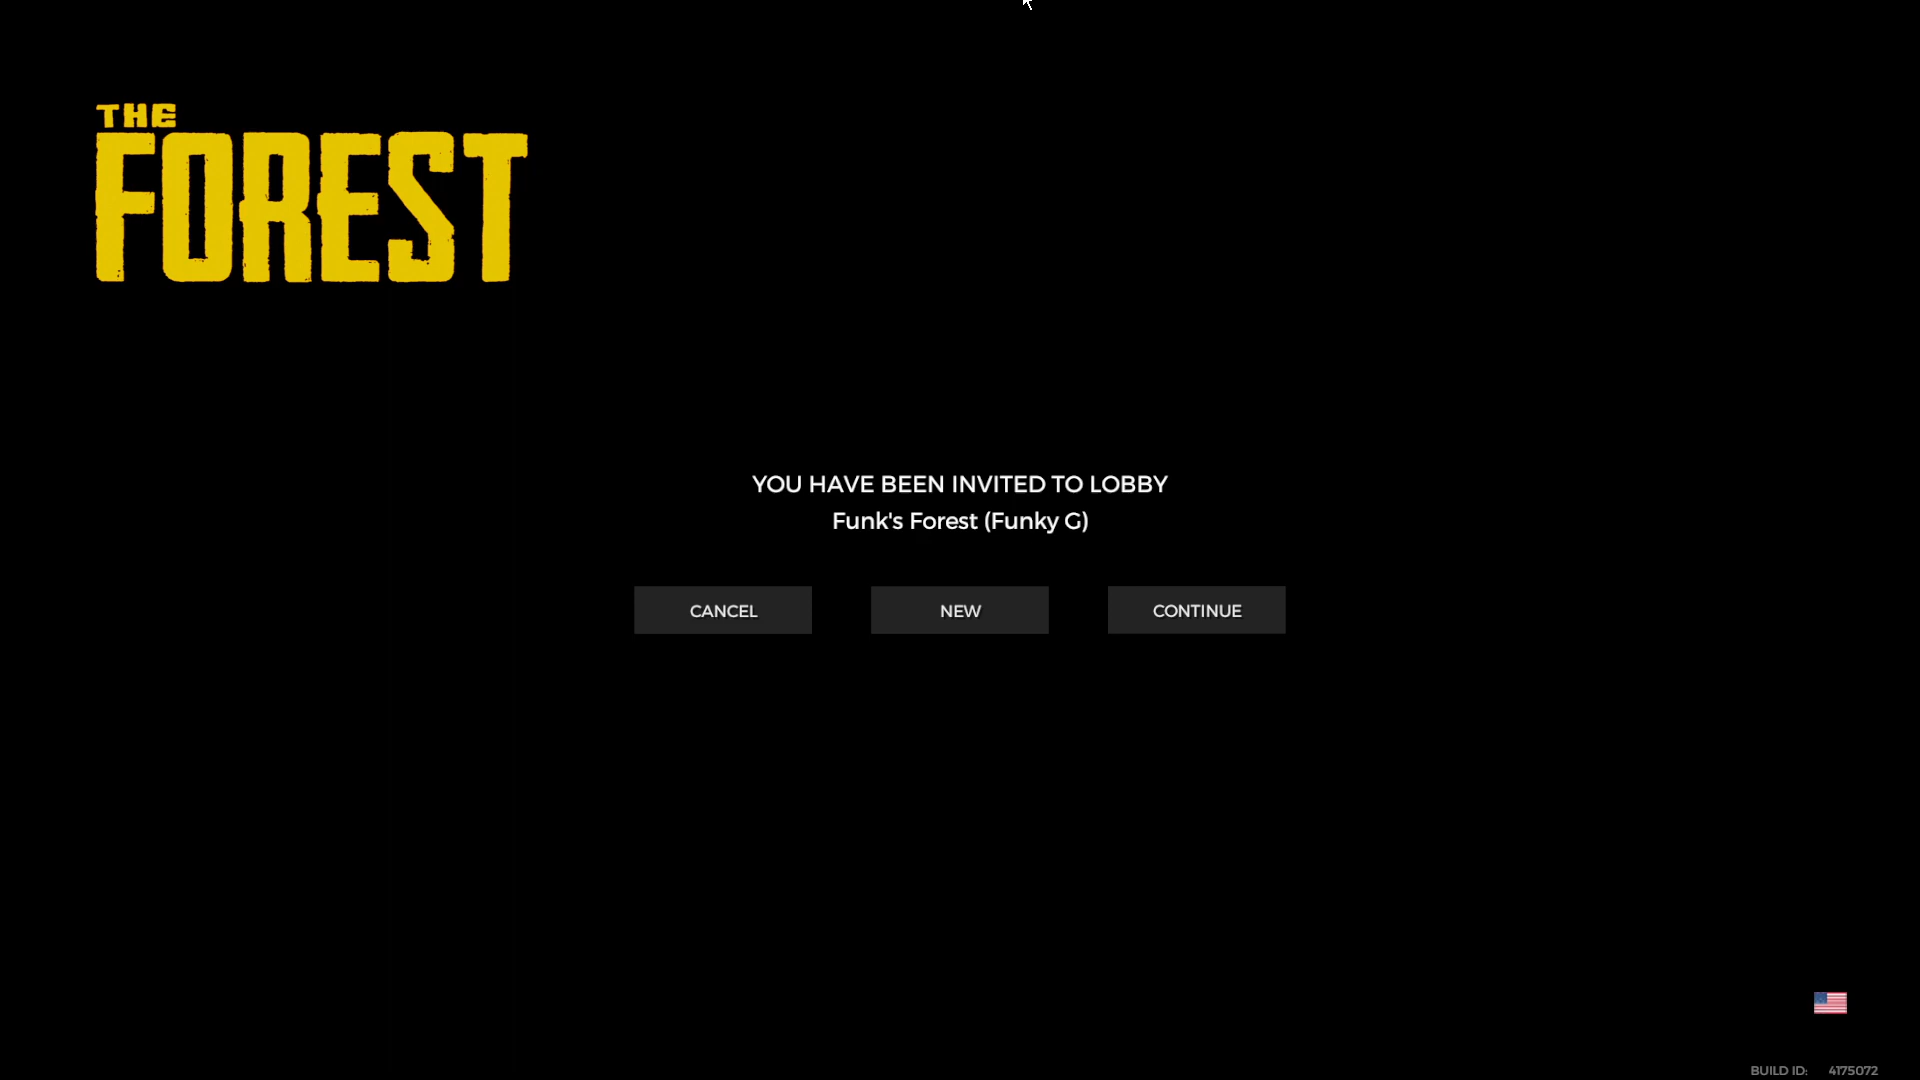 THE
FOREST
YOU HAVE BEEN INVITED TO LOBBY
Funk's Forest (Funky G)
CANCEL NEW CONTINUE
BUILD ID: 4175072